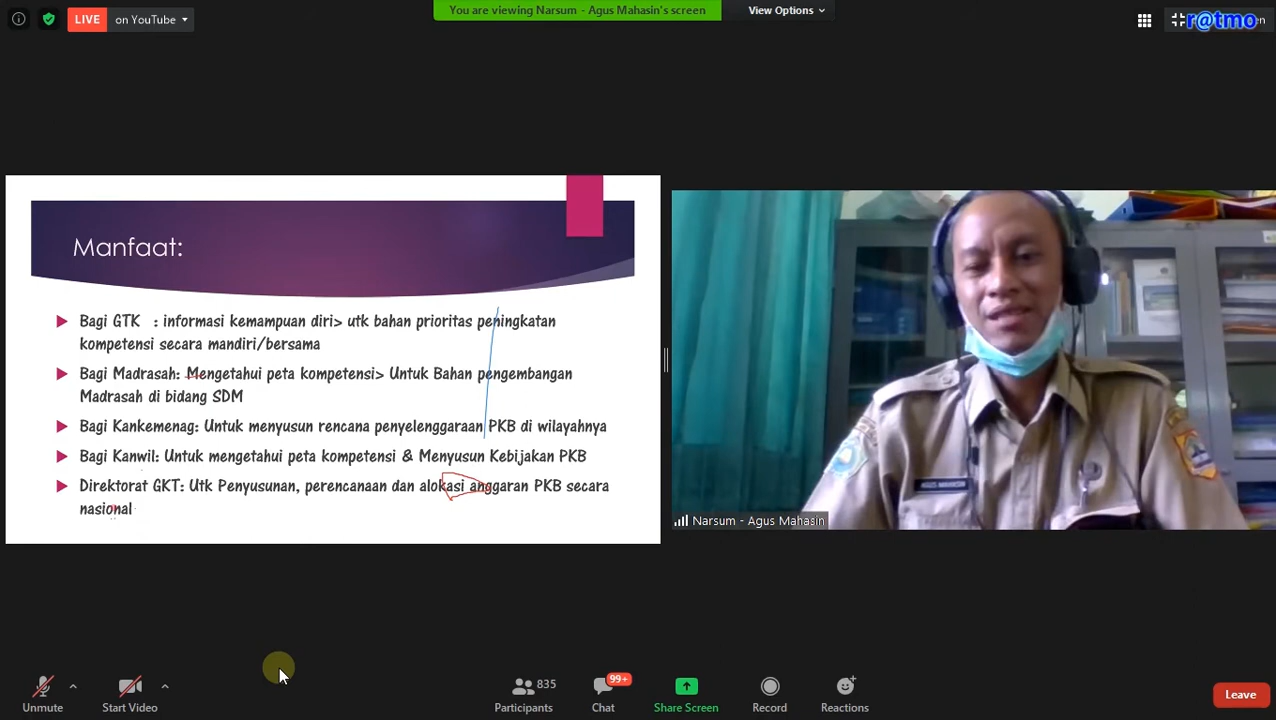 LIVE
on YouTube
You are viewing Narsum - Agus Mahasin's screen
View Options
r@tmo
Manfaat:
Bagi GTK : informasi kemampuan diri> utk bahan prioritas peningkatan
kompetensi secara mandiri/bersama
Bagi Madrasah: Mengetahui peta kompetensi> Untuk Bahan pengembangan
Madrasah di bidang SDM
Bagi Kankemenag: Untuk menyusun rencana penyelenggaraan PKB di wilayahnya
Bagi Kanwil: Untuk mengetahui peta kompetensi & Menyusun Kebijakan PKB
Direktorat GKT: Utk Penyusunan, perencanaan dan alokasi anggaran PKB secara
nasional
AGUS MAHASIN
Narsum - Agus Mahasin
Unmute
Start Video
835
Participants
99+
Chat
Share Screen
Record
Reactions
Leave